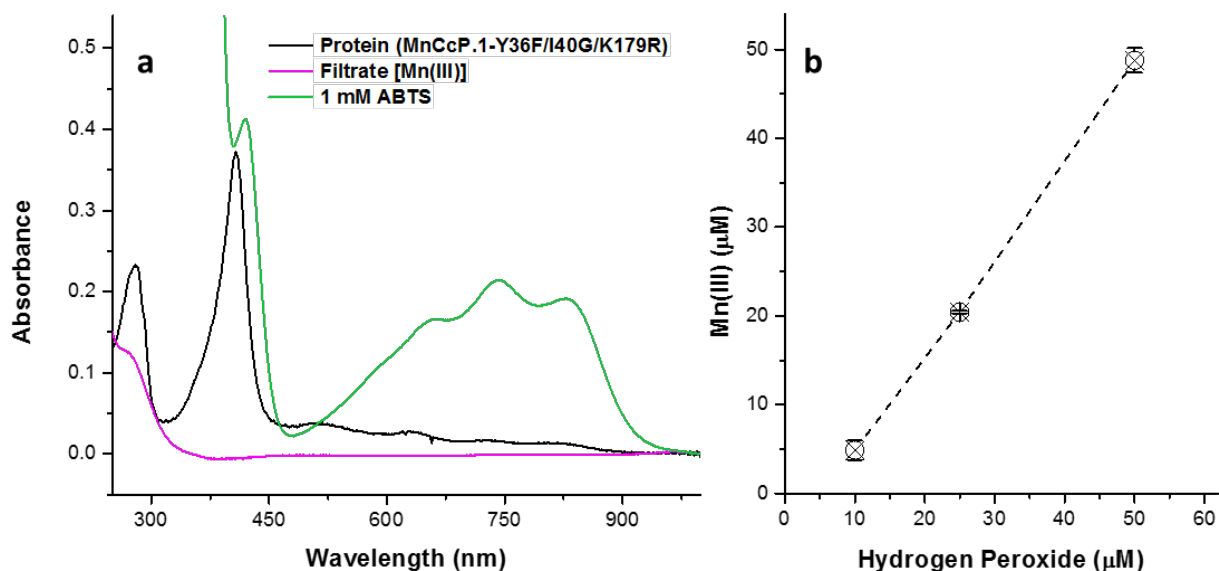 a
Protein (MnCcP.1-Y36F/I40G/K179R)
Filtrate [Mn(III)]
1 mM ABTS
0.5
0.4
0.3
0.2
0.1
0.0
Absorbance
300 450 600 750 900
Wavelength (nm)
b
50
40
30
20
10
0
Mn(III) (μM)
0 10 20 30 40 50 60
Hydrogen Peroxide (μM)